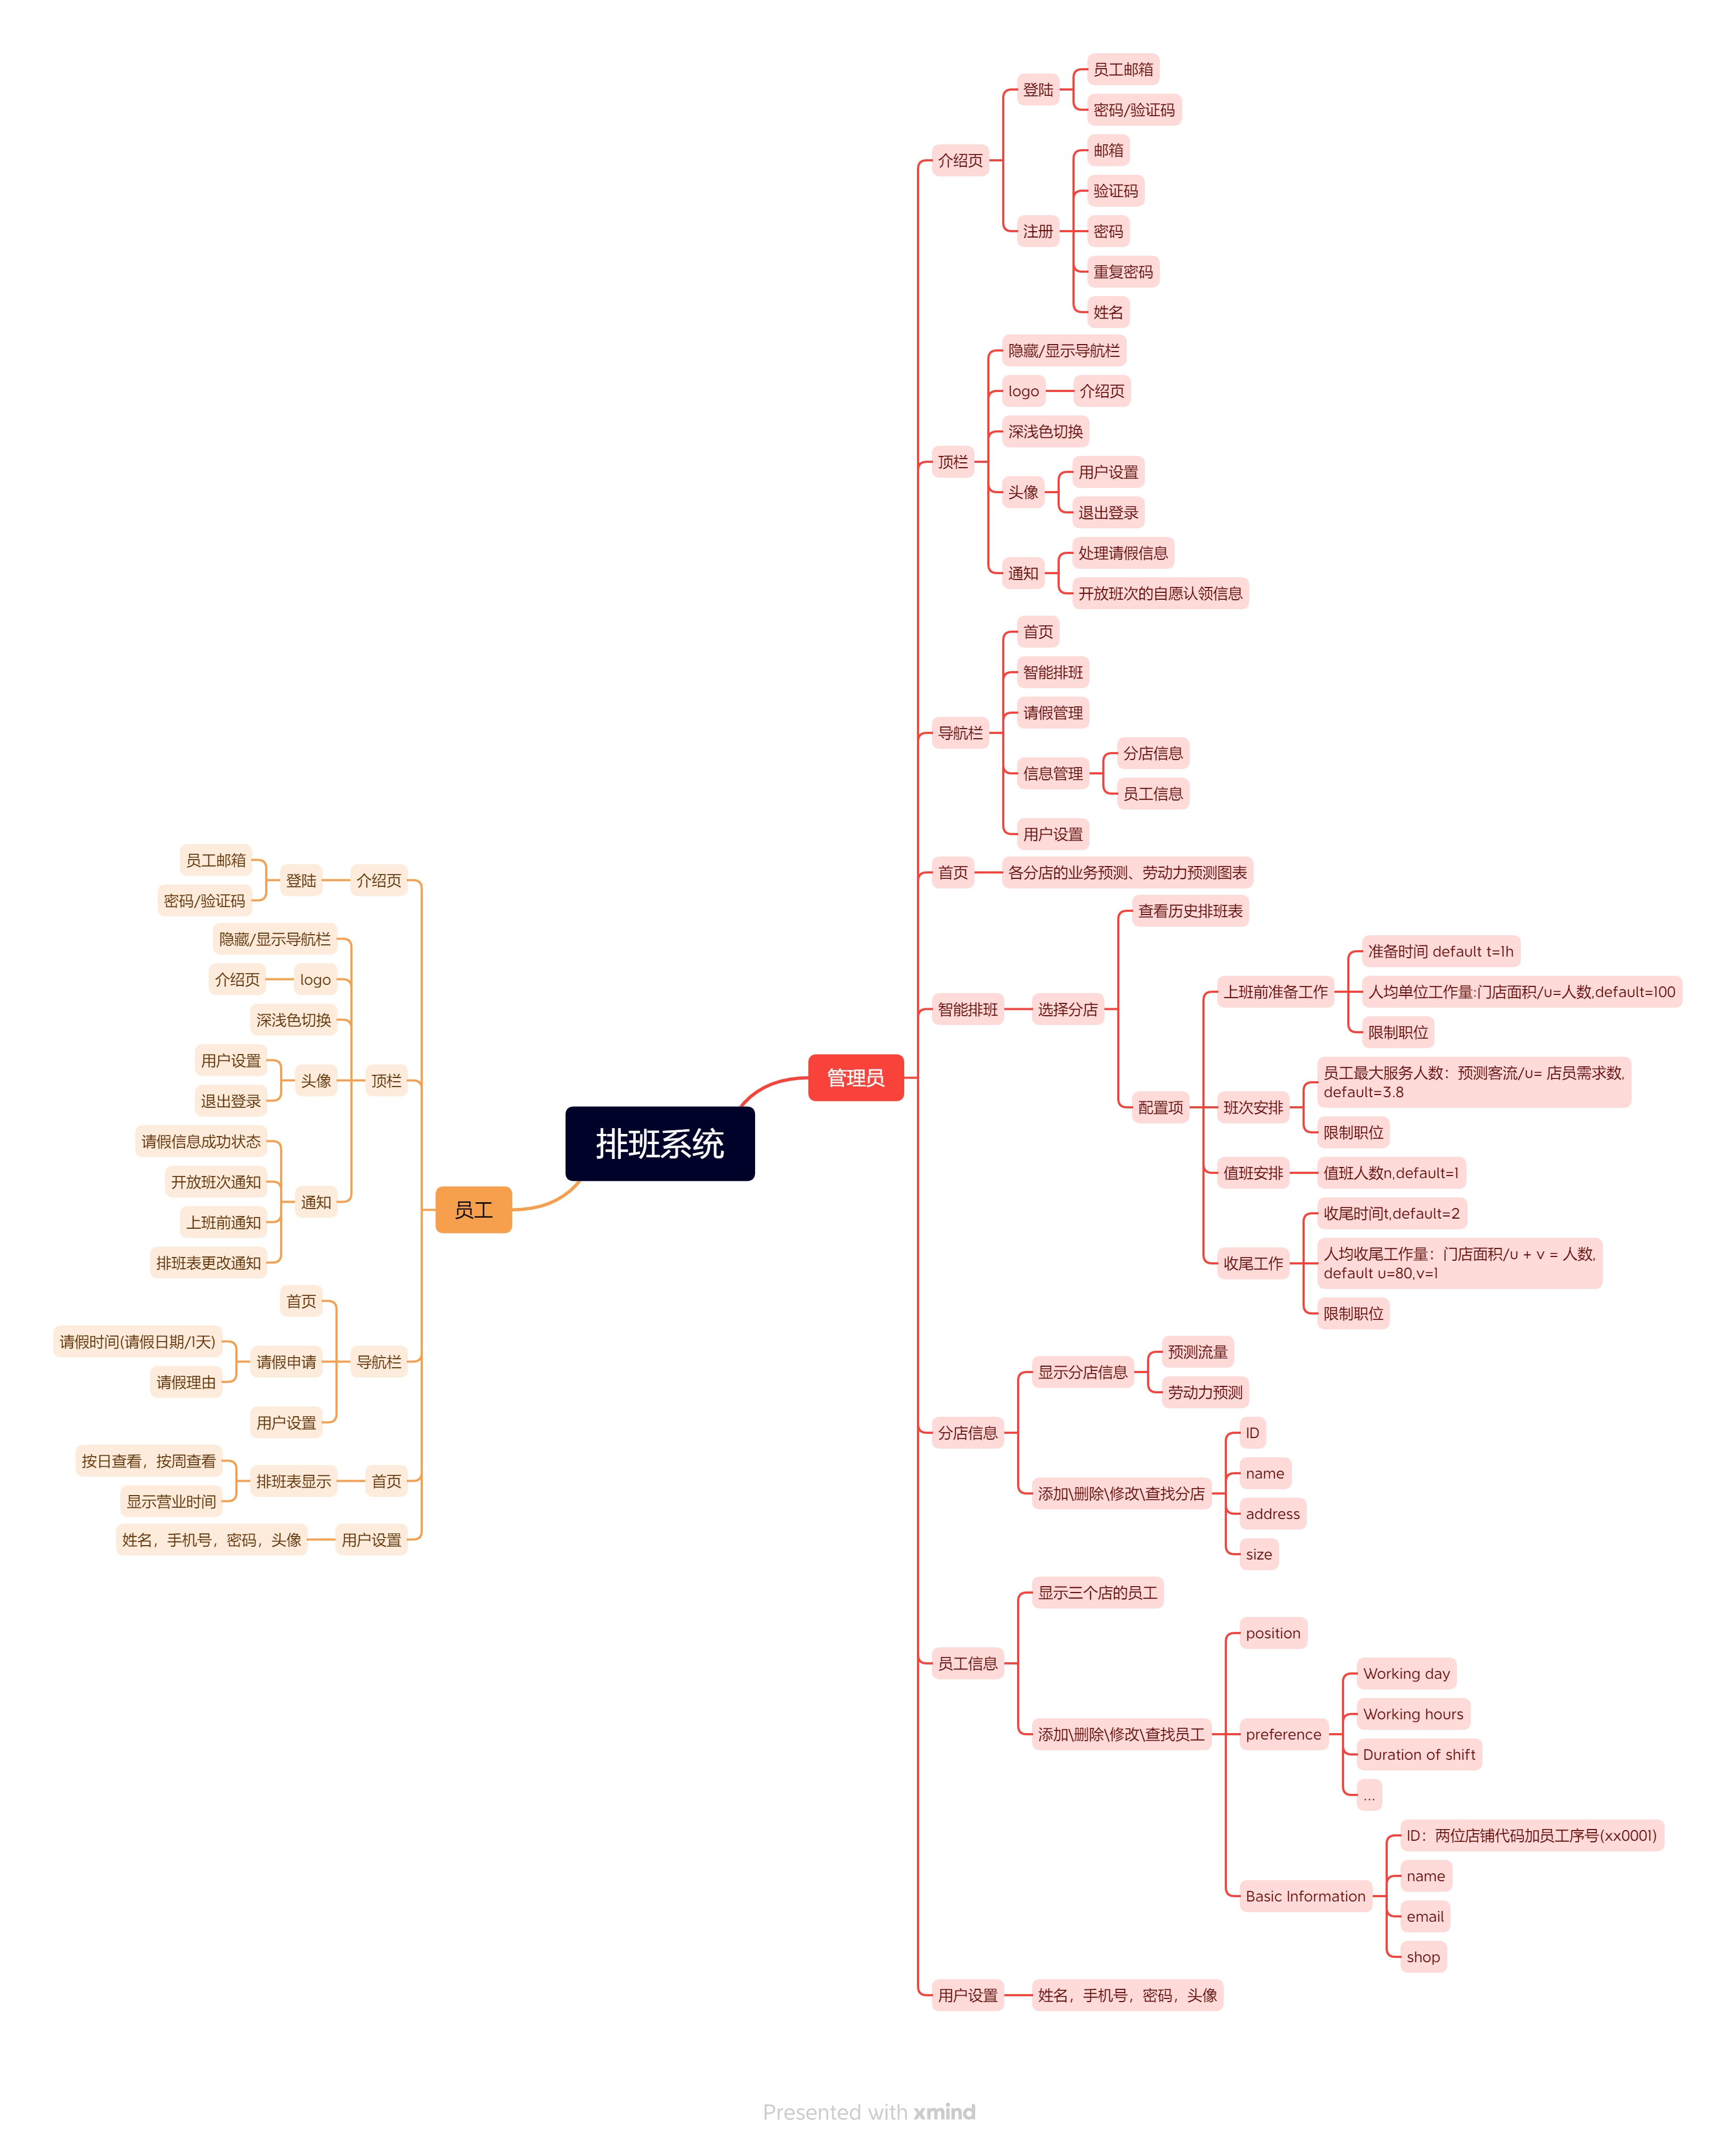 排班系统
管理员
介绍页
登陆
员工邮箱
密码/验证码
注册
邮箱
验证码
密码
重复密码
姓名
顶栏
隐藏/显示导航栏
logo
介绍页
深浅色切换
头像
用户设置
退出登录
通知
处理请假信息
开放班次的自愿认领信息
导航栏
首页
智能排班
请假管理
信息管理
分店信息
员工信息
用户设置
首页
各分店的业务预测、劳动力预测图表
智能排班
选择分店
查看历史排班表
配置项
上班前准备工作
准备时间 default t=1h
人均单位工作量:门店面积/u=人数,default=100
限制职位
班次安排
员工最大服务人数：预测客流/u= 店员需求数,
default=3.8
限制职位
值班安排
值班人数n,default=1
收尾工作
收尾时间t,default=2
人均收尾工作量：门店面积/u + v = 人数,
default u=80,v=1
限制职位
分店信息
显示分店信息
预测流量
劳动力预测
添加\删除\修改\查找分店
ID
name
address
size
员工信息
显示三个店的员工
添加\删除\修改\查找员工
position
preference
Working day
Working hours
Duration of shift
...
Basic Information
ID：两位店铺代码加员工序号(xx0001)
name
email
shop
用户设置
姓名，手机号，密码，头像
员工
介绍页
登陆
员工邮箱
密码/验证码
顶栏
隐藏/显示导航栏
logo
介绍页
深浅色切换
头像
用户设置
退出登录
通知
请假信息成功状态
开放班次通知
上班前通知
排班表更改通知
导航栏
首页
请假申请
请假时间(请假日期/1天)
请假理由
用户设置
首页
排班表显示
按日查看，按周查看
显示营业时间
用户设置
姓名，手机号，密码，头像
Presented with xmind